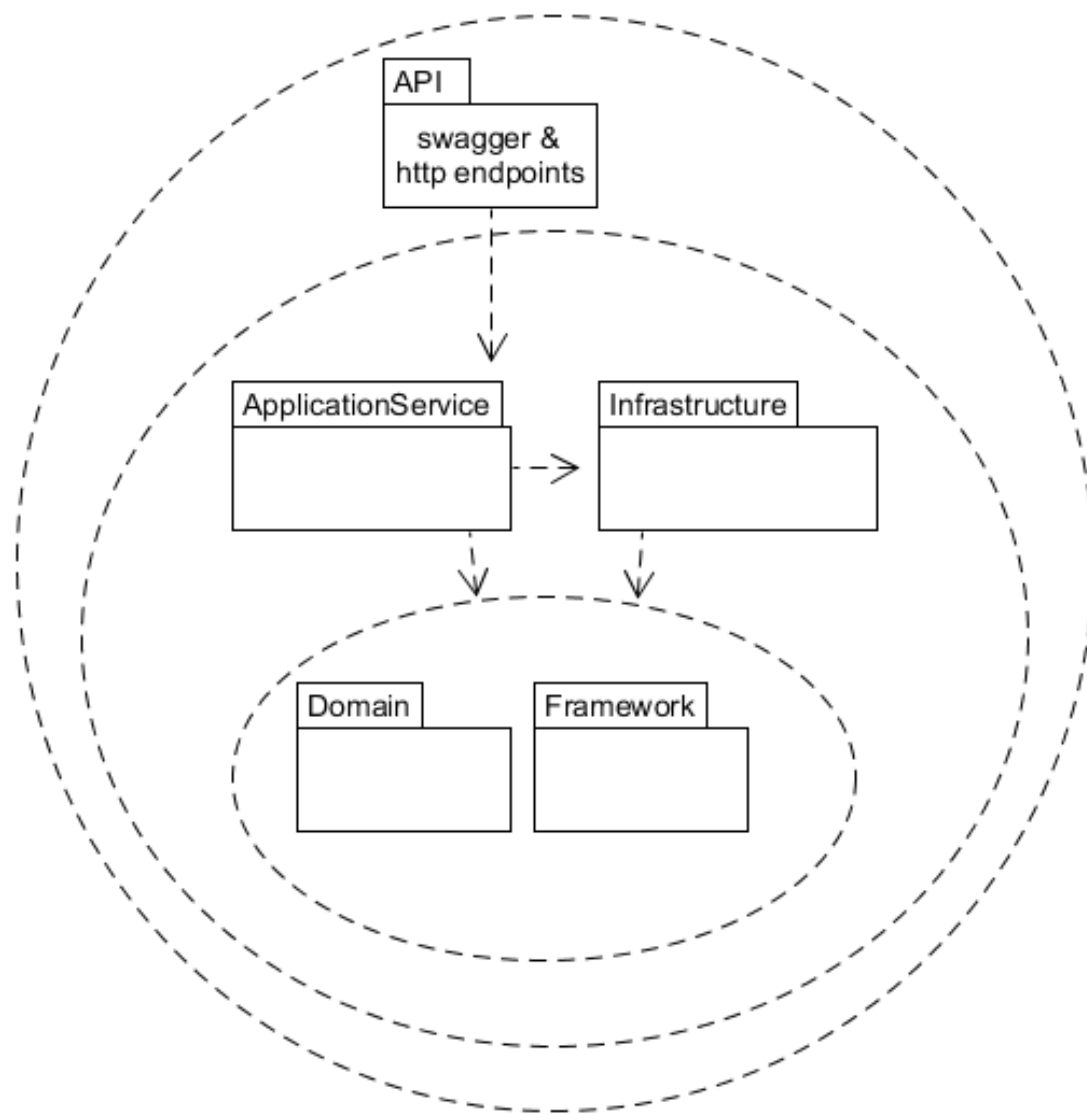 API
swagger &
http endpoints
ApplicationService
Infrastructure
Domain
Framework